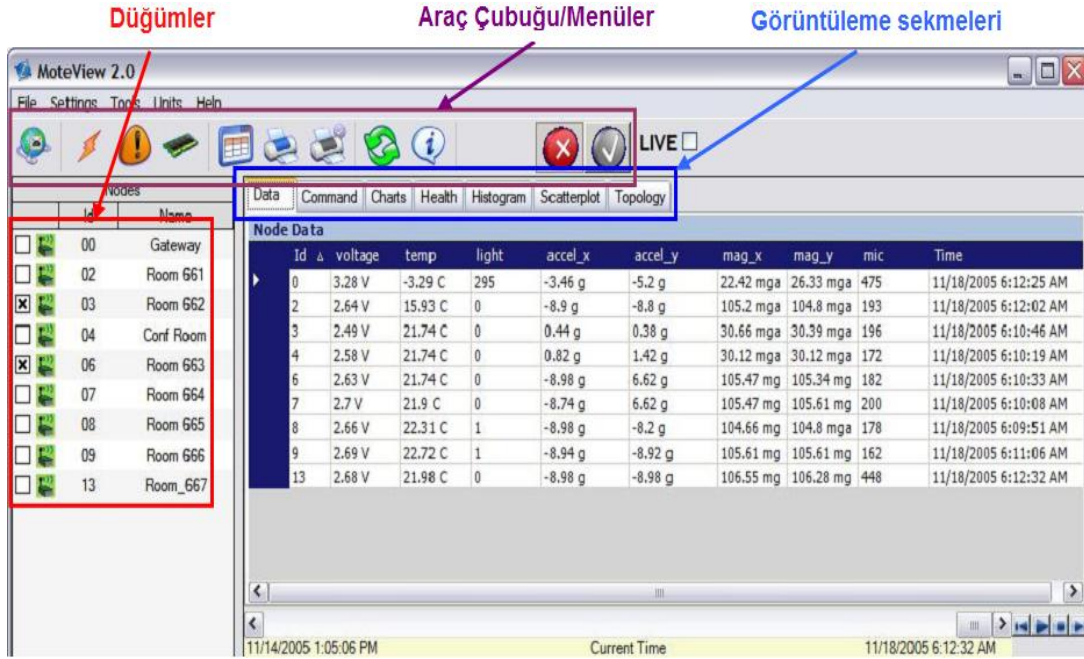 Düğümler
Araç Çubuğu/Menüler
Görüntüleme sekmeleri
MoteView 2.0
File Settings Tools Units Help
LIVE
Nodes
Id Name
00 Gateway
02 Room 661
03 Room 662
04 Conf Room
06 Room 663
07 Room 664
08 Room 665
09 Room 666
13 Room_667
Data Command Charts Health Histogram Scatterplot Topology
Node Data
Id voltage temp light accel_x accel_y mag_x mag_y mic Time
0 3.28 V -3.29 C 295 -3.46 g -5.2 g 22.42 mga 26.33 mga 475 11/18/2005 6:12:25 AM
2 2.64 V 15.93 C 0 -8.9 g -8.8 g 105.2 mga 104.8 mga 193 11/18/2005 6:12:02 AM
3 2.49 V 21.74 C 0 0.44 g 0.38 g 30.66 mga 30.39 mga 196 11/18/2005 6:10:46 AM
4 2.58 V 21.74 C 0 0.82 g 1.42 g 30.12 mga 30.12 mga 172 11/18/2005 6:10:19 AM
6 2.63 V 21.74 C 0 -8.98 g 6.62 g 105.47 mg 105.34 mg 182 11/18/2005 6:10:33 AM
7 2.7 V 21.9 C 0 -8.74 g 6.62 g 105.47 mg 105.61 mg 200 11/18/2005 6:10:08 AM
8 2.66 V 22.31 C 1 -8.98 g -8.2 g 104.66 mg 104.8 mga 178 11/18/2005 6:09:51 AM
9 2.69 V 22.72 C 1 -8.94 g -8.92 g 105.61 mg 105.61 mg 162 11/18/2005 6:11:06 AM
13 2.68 V 21.98 C 0 -8.98 g -8.98 g 106.55 mg 106.28 mg 448 11/18/2005 6:12:32 AM
11/14/2005 1:05:06 PM Current Time 11/18/2005 6:12:32 AM